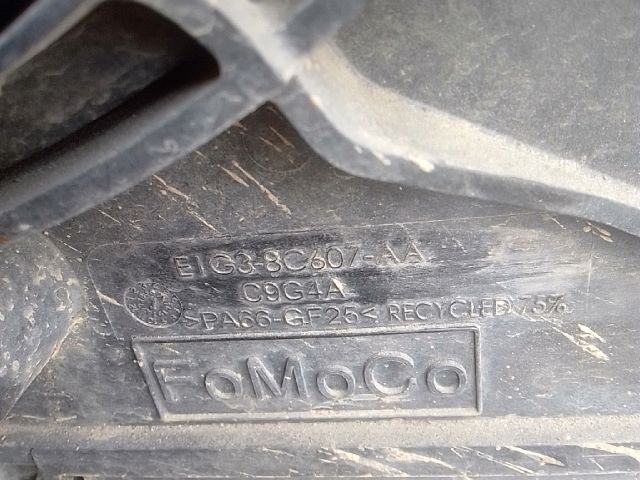 E1G3-8C607-AA
C9G4A
>PA66-GF25< RECYCLED 75%
FoMoCo